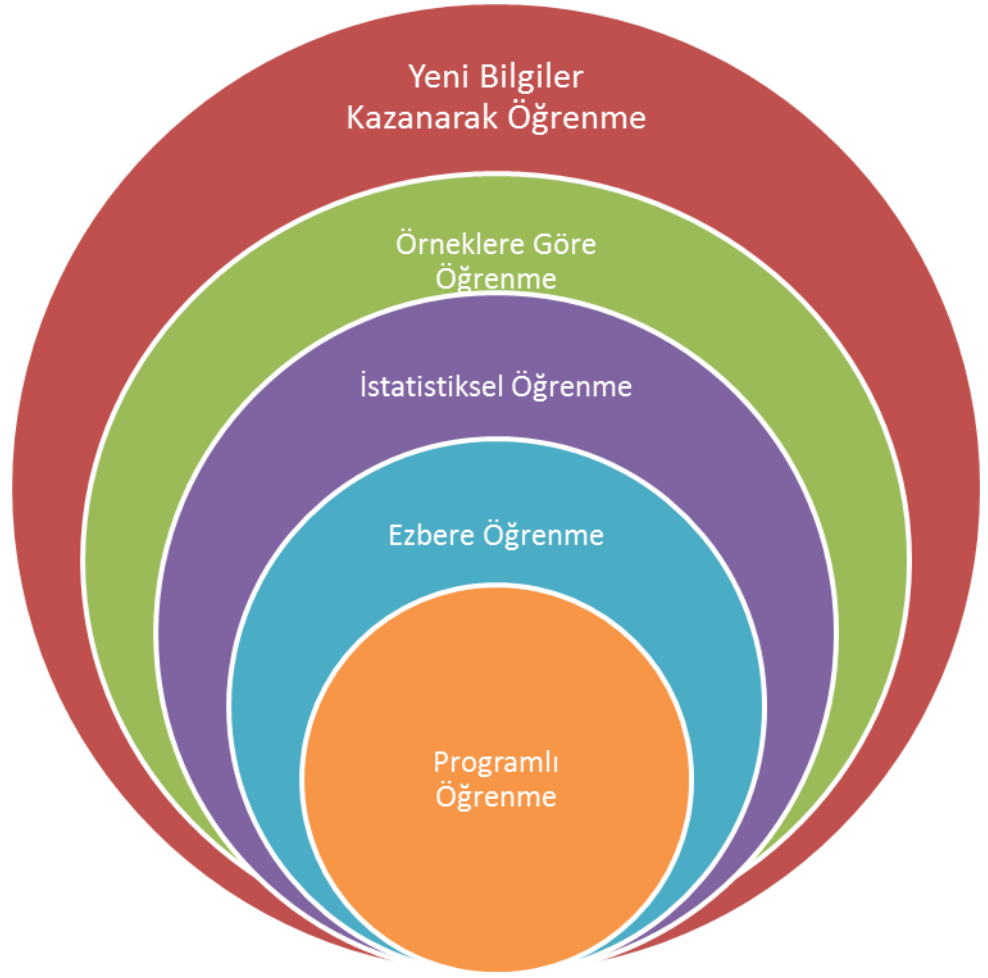 Yeni Bilgiler
Kazanarak Öğrenme
Örneklere Göre
Öğrenme
İstatistiksel Öğrenme
Ezbere Öğrenme
Programlı
Öğrenme